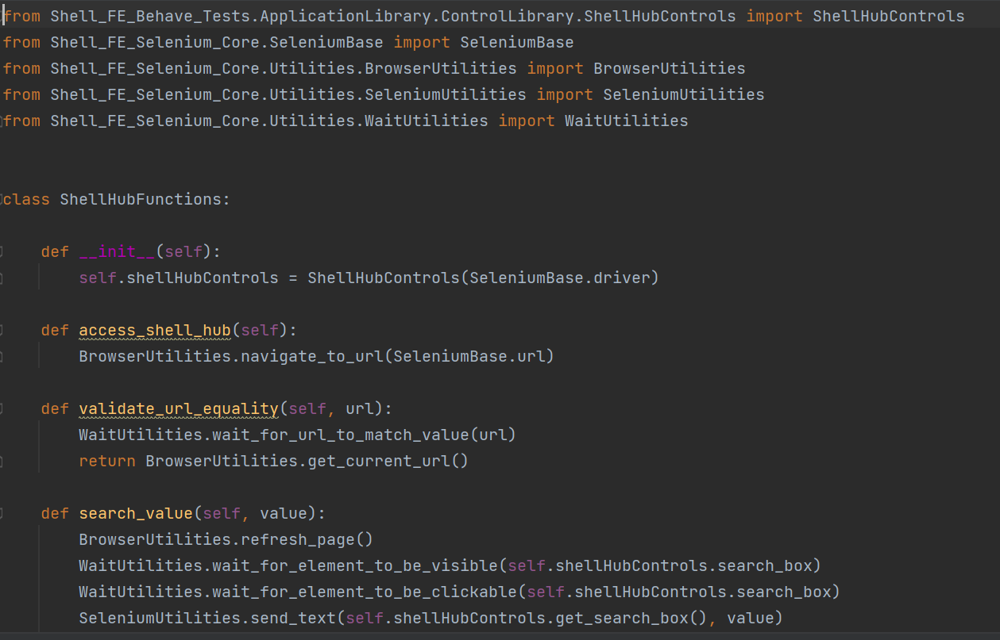 from Shell_FE_Behave_Tests.ApplicationLibrary.ControlLibrary.ShellHubControls import ShellHubControls
from Shell_FE_Selenium_Core.SeleniumBase import SeleniumBase
from Shell_FE_Selenium_Core.Utilities.BrowserUtilities import BrowserUtilities
from Shell_FE_Selenium_Core.Utilities.SeleniumUtilities import SeleniumUtilities
from Shell_FE_Selenium_Core.Utilities.WaitUtilities import WaitUtilities


class ShellHubFunctions:

    def __init__(self):
        self.shellHubControls = ShellHubControls(SeleniumBase.driver)

    def access_shell_hub(self):
        BrowserUtilities.navigate_to_url(SeleniumBase.url)

    def validate_url_equality(self, url):
        WaitUtilities.wait_for_url_to_match_value(url)
        return BrowserUtilities.get_current_url()

    def search_value(self, value):
        BrowserUtilities.refresh_page()
        WaitUtilities.wait_for_element_to_be_visible(self.shellHubControls.search_box)
        WaitUtilities.wait_for_element_to_be_clickable(self.shellHubControls.search_box)
        SeleniumUtilities.send_text(self.shellHubControls.get_search_box(), value)